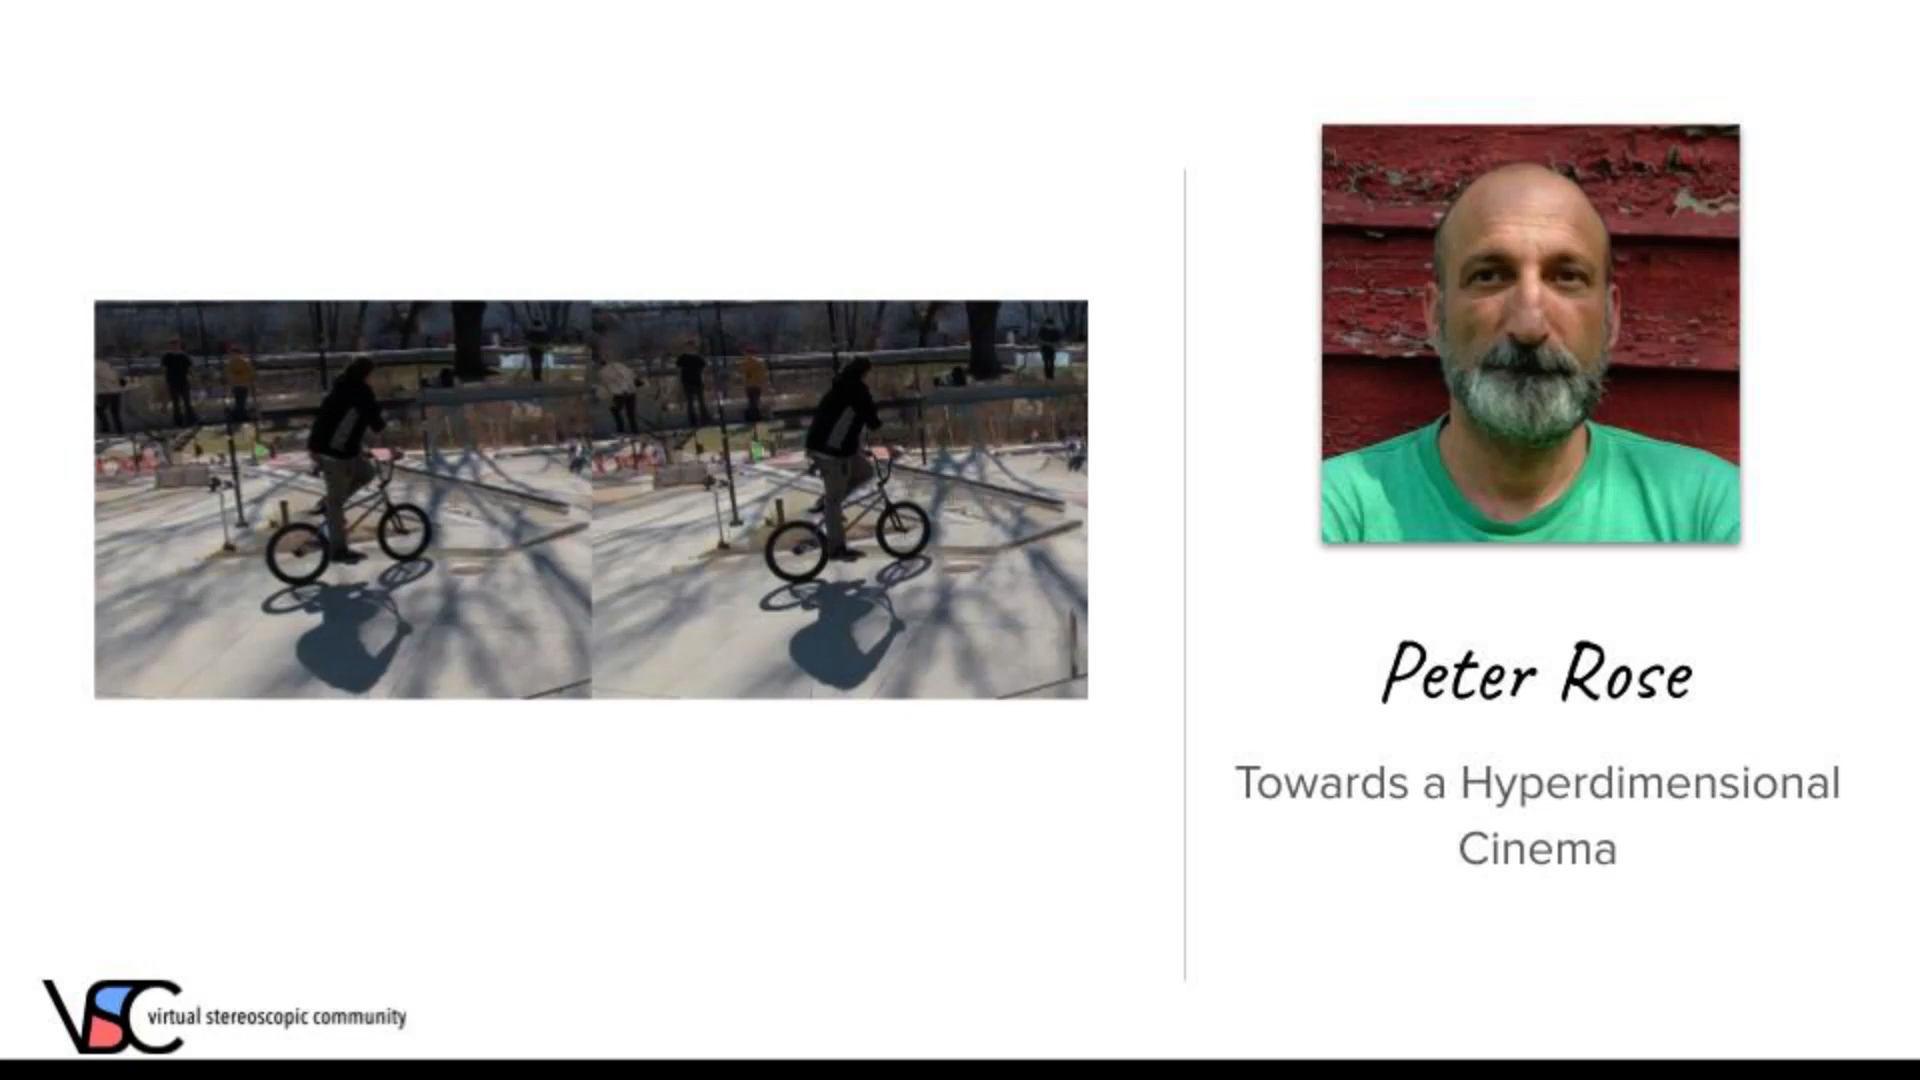 Peter Rose
Towards a Hyperdimensional
Cinema
VSC virtual stereoscopic community